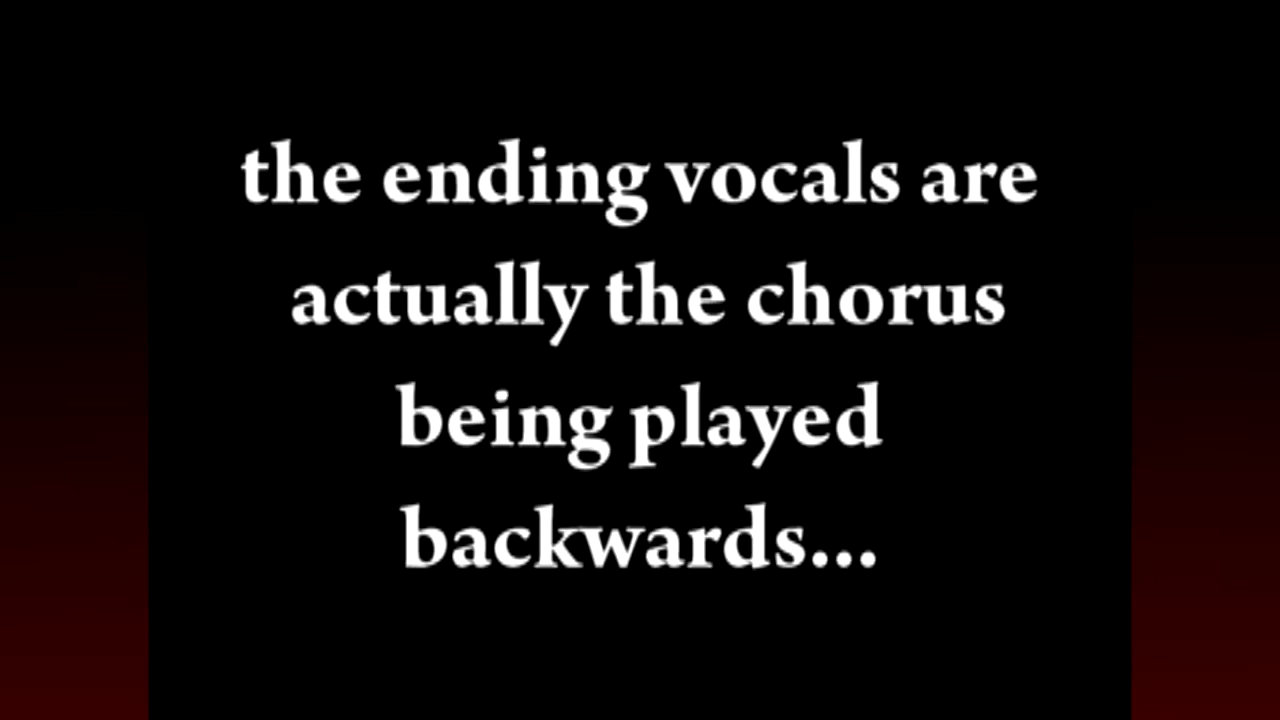 the ending vocals are
actually the chorus
being played
backwards...